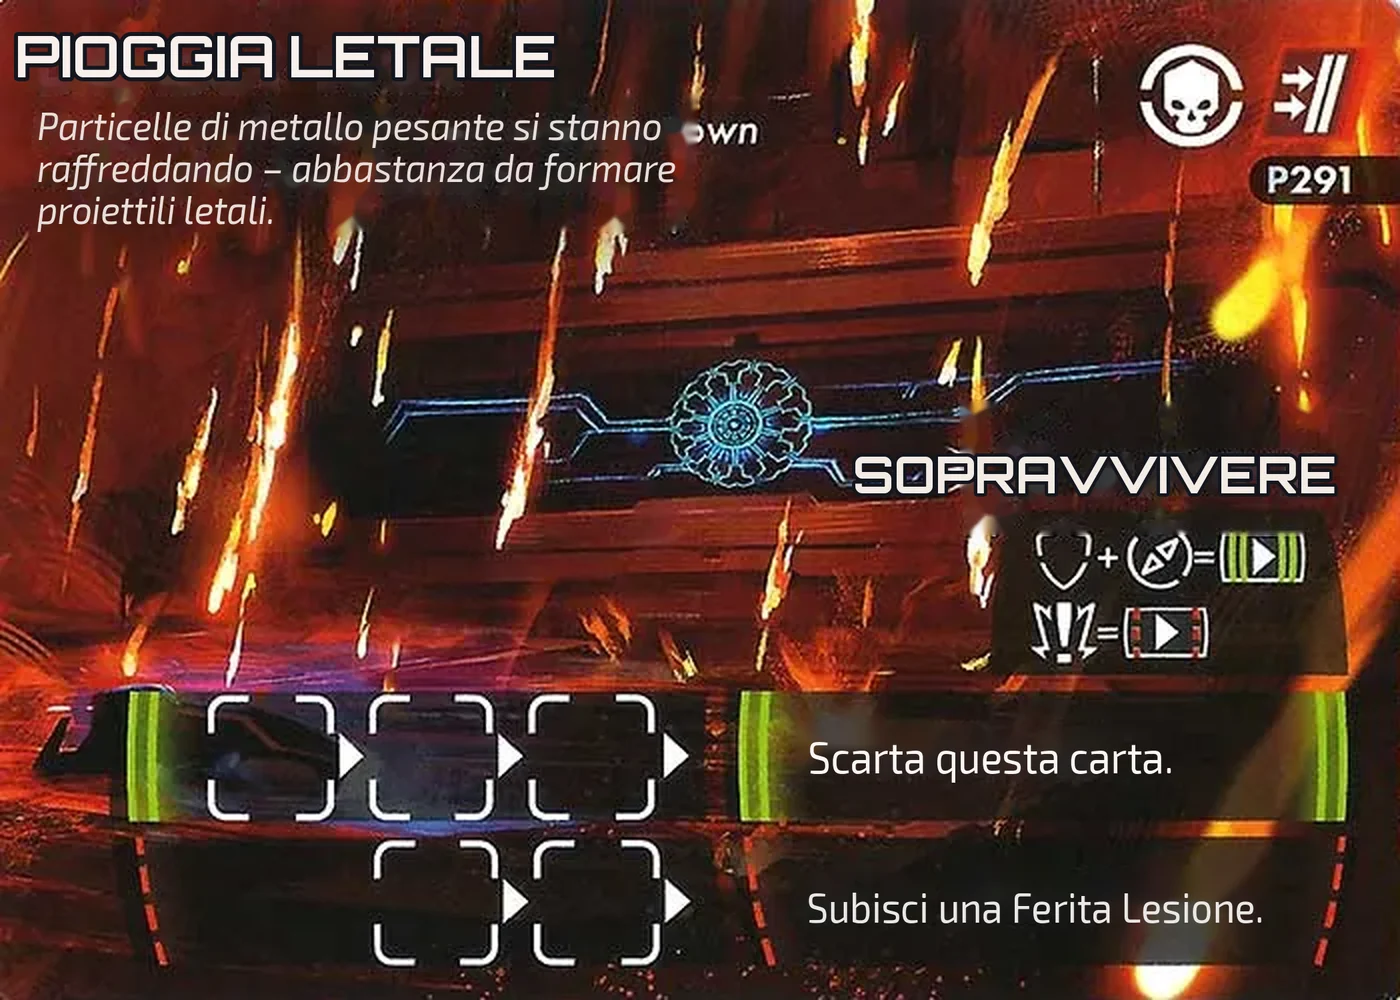 PIOGGIA LETALE
Particelle di metallo pesante si stanno
raffreddando – abbastanza da formare
proiettili letali.
own
P291
SOPRAVVIVERE
+ =
! =
Scarta questa carta.
Subisci una Ferita Lesione.